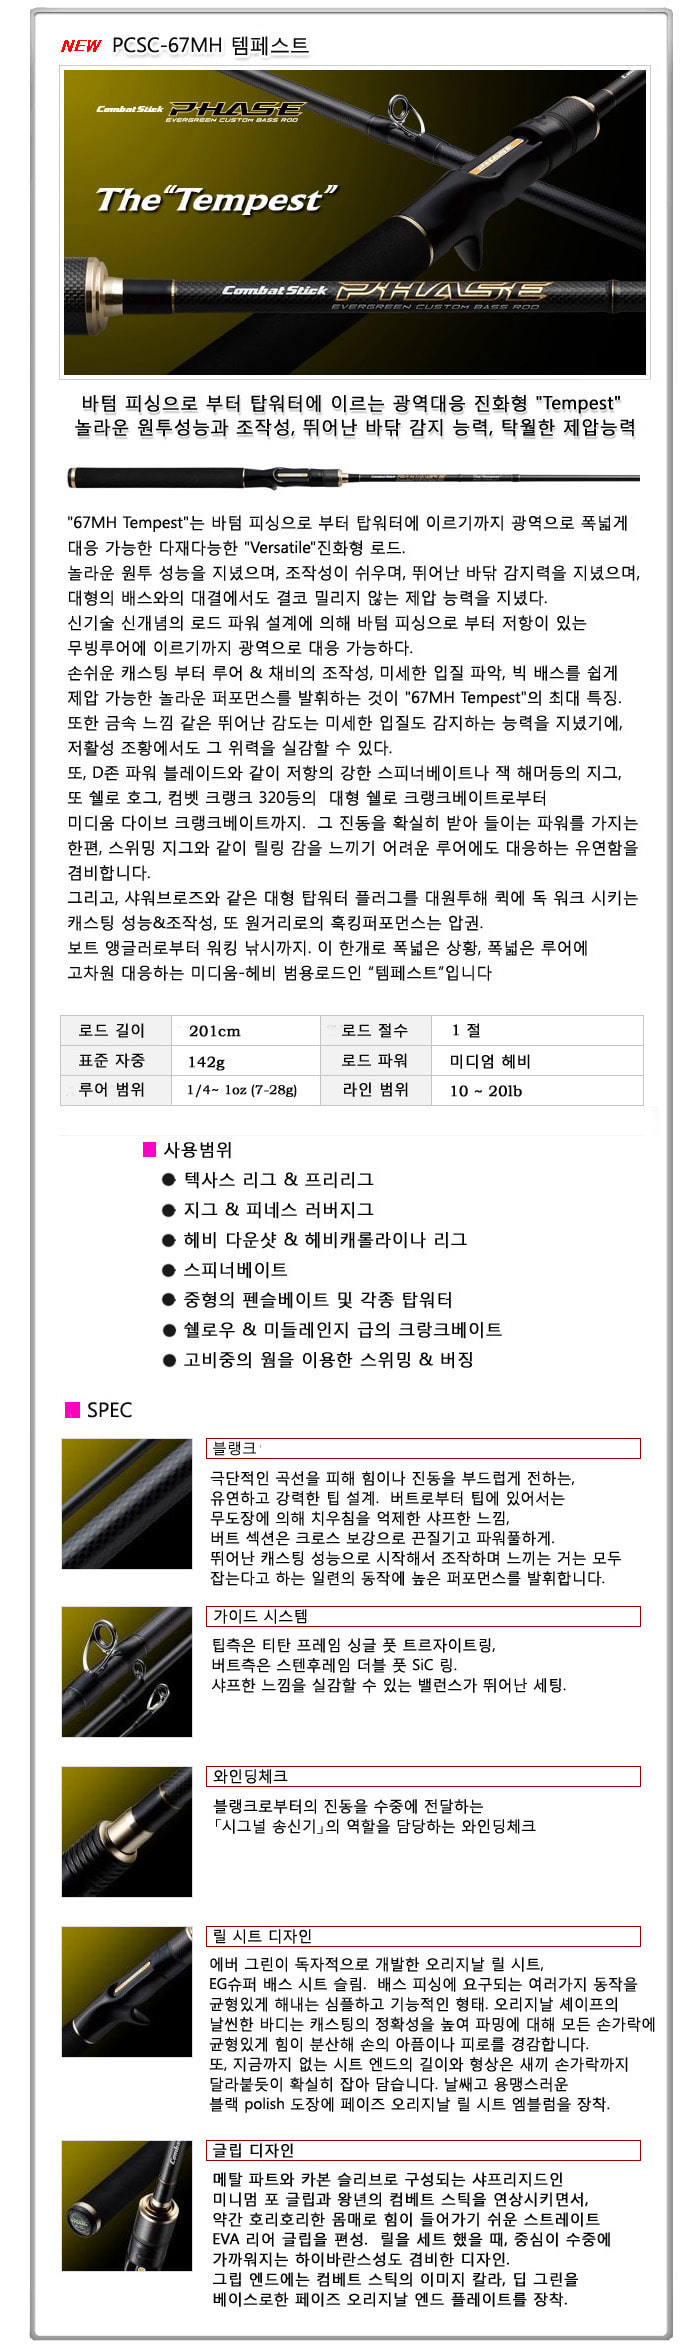 NEW PCSC-67MH 템페스트
Combat Stick PHASE
EVERGREEN CUSTOM BASS ROD
The "Tempest"
Combat Stick PHASE
EVERGREEN CUSTOM BASS ROD
바텀 피싱으로 부터 탑워터에 이르는 광역대응 진화형 "Tempest"
놀라운 원투성능과 조작성, 뛰어난 바닦 감지 능력, 탁월한 제압능력
"67MH Tempest"는 바텀 피싱으로 부터 탑워터에 이르기까지 광역으로 폭넓게
대응 가능한 다재다능한 "Versatile"진화형 로드.
놀라운 원투 성능을 지녔으며, 조작성이 쉬우며, 뛰어난 바닦 감지력을 지녔으며,
대형의 배스와의 대결에서도 결코 밀리지 않는 제압 능력을 지녔다.
신기술 신개념의 로드 파워 설계에 의해 바텀 피싱으로 부터 저항이 있는
무빙루어에 이르기까지 광역으로 대응 가능하다.
손쉬운 캐스팅 부터 루어 & 채비의 조작성, 미세한 입질 파악, 빅 배스를 쉽게
제압 가능한 놀라운 퍼포먼스를 발휘하는 것이 "67MH Tempest"의 최대 특징.
또한 금속 느낌 같은 뛰어난 감도는 미세한 입질도 감지하는 능력을 지녔기에,
저활성 조황에서도 그 위력을 실감할 수 있다.
또, D존 파워 블레이드와 같이 저항의 강한 스피너베이트나 잭 해머등의 지그,
또 쉘로 호그, 컴벳 크랭크 320등의 대형 쉘로 크랭크베이트로부터
미디움 다이브 크랭크베이트까지. 그 진동을 확실히 받아 들이는 파워를 가지는
한편, 스위밍 지그와 같이 릴링 감을 느끼기 어려운 루어에도 대응하는 유연함을
겸비합니다.
그리고, 샤워브로즈와 같은 대형 탑워터 플러그를 대원투해 퀵에 독 워크 시키는
캐스팅 성능&조작성, 또 원거리로의 훅킹퍼포먼스는 압권.
보트 앵글러로부터 워킹 낚시까지. 이 한개로 폭넓은 상황, 폭넓은 루어에
고차원 대응하는 미디움-헤비 범용로드인 "템페스트"입니다
로드 길이 201cm 로드 절수 1 절
표준 자중 142g 로드 파워 미디엄 헤비
루어 범위 1/4~ 1oz (7-28g) 라인 범위 10 ~ 20lb
■ 사용범위
● 텍사스 리그 & 프리리그
● 지그 & 피네스 러버지그
● 헤비 다운샷 & 헤비캐롤라이나 리그
● 스피너베이트
● 중형의 펜슬베이트 및 각종 탑워터
● 쉘로우 & 미들레인지 급의 크랑크베이트
● 고비중의 웜을 이용한 스위밍 & 버징
■ SPEC
블랭크
극단적인 곡선을 피해 힘이나 진동을 부드럽게 전하는,
유연하고 강력한 팁 설계. 버트로부터 팁에 있어서는
무도장에 의해 치우침을 억제한 샤프한 느낌,
버트 섹션은 크로스 보강으로 끈질기고 파워풀하게.
뛰어난 캐스팅 성능으로 시작해서 조작하며 느끼는 거는 모두
잡는다고 하는 일련의 동작에 높은 퍼포먼스를 발휘합니다.
가이드 시스템
팁측은 티탄 프레임 싱글 풋 트르자이트링,
버트측은 스텐후레임 더블 풋 SiC 링.
샤프한 느낌을 실감할 수 있는 밸런스가 뛰어난 세팅.
와인딩체크
블랭크로부터의 진동을 수중에 전달하는
「시그널 송신기」의 역할을 담당하는 와인딩체크
릴 시트 디자인
에버 그린이 독자적으로 개발한 오리지날 릴 시트,
EG슈퍼 배스 시트 슬림. 배스 피싱에 요구되는 여러가지 동작을
균형있게 해내는 심플하고 기능적인 형태. 오리지날 셰이프의
날씬한 바디는 캐스팅의 정확성을 높여 파밍에 대해 모든 손가락에
균형있게 힘이 분산해 손의 아픔이나 피로를 경감합니다.
또, 지금까지 없는 시트 엔드의 길이와 형상은 새끼 손가락까지
달라붙듯이 확실히 잡아 담습니다. 날쌔고 용맹스러운
블랙 polish 도장에 페이즈 오리지날 릴 시트 엠블럼을 장착.
글립 디자인
메탈 파트와 카본 슬리브로 구성되는 샤프리지드인
미니멈 포 글립과 왕년의 컴베트 스틱을 연상시키면서,
약간 호리호리한 몸매로 힘이 들어가기 쉬운 스트레이트
EVA 리어 글립을 편성. 릴을 세트 했을 때, 중심이 수중에
가까워지는 하이바란스성도 겸비한 디자인.
그립 엔드에는 컴베트 스틱의 이미지 칼라, 딥 그린을
베이스로한 페이즈 오리지날 엔드 플레이트를 장착.